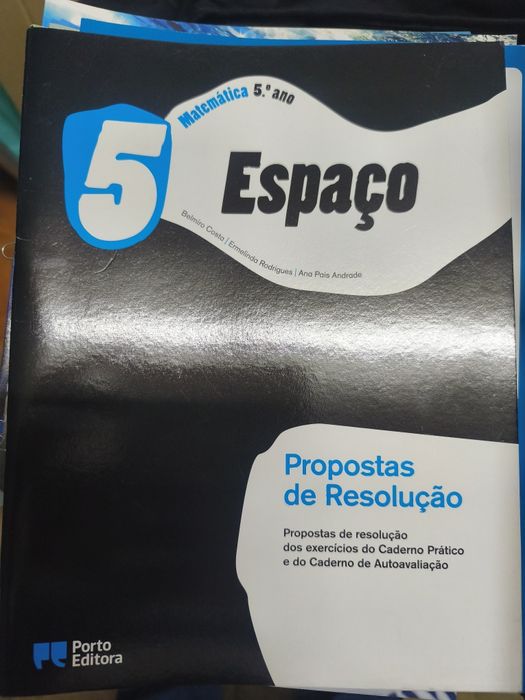 Matemática 5.º ano
5
Espaço
Belmiro Costa | Ermelinda Rodrigues | Ana Pais Andrade
Propostas
de Resolução
Propostas de resolução
dos exercícios do Caderno Prático
e do Caderno de Autoavaliação
Porto
Editora